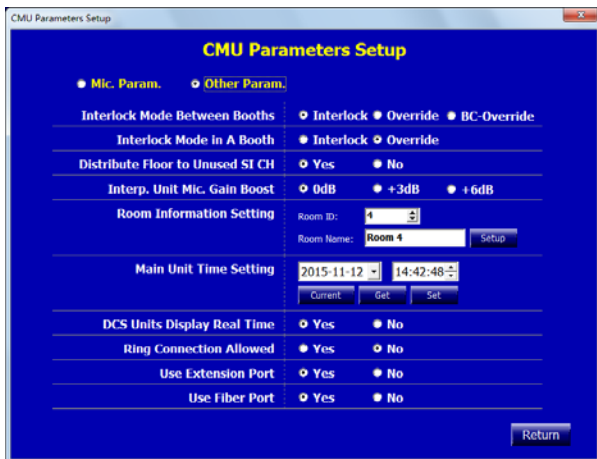 CMU Parameters Setup
CMU Parameters Setup
Mic. Param. Other Param.
Interlock Mode Between Booths Interlock Override BC-Override
Interlock Mode in A Booth Interlock Override
Distribute Floor to Unused SI CH Yes No
Interp. Unit Mic. Gain Boost 0dB +3dB +6dB
Room Information Setting Room ID: 4
Room Name: Room 4 Setup
Main Unit Time Setting 2015-11-12 14:42:48
Current Get Set
DCS Units Display Real Time Yes No
Ring Connection Allowed Yes No
Use Extension Port Yes No
Use Fiber Port Yes No
Return